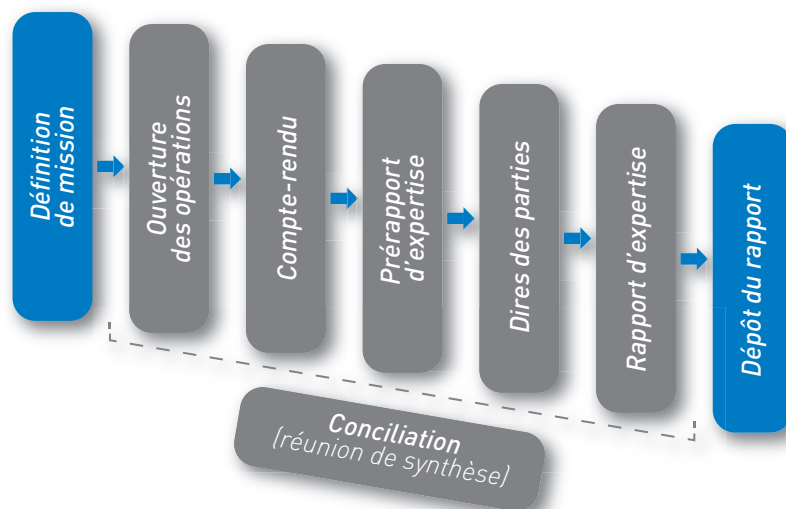 Définition
de mission
Ouverture
des opérations
Compte-rendu
Prérapport
d'expertise
Dires des parties
Rapport d'expertise
Dépôt du rapport
Conciliation
(réunion de synthèse)